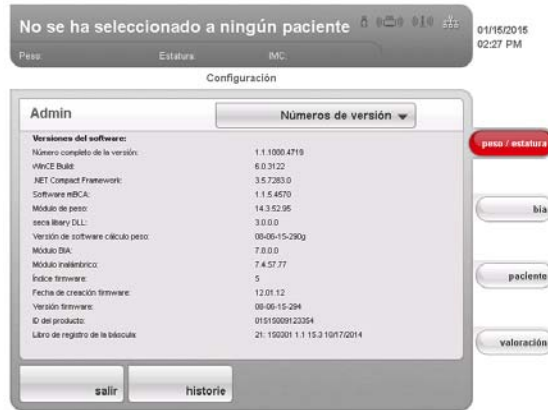 No se ha seleccionado a ningún paciente
01/15/2015
02:27 PM
Peso: Estatura: IMC:
Configuración
Admin
Números de versión
Versiones del software:
Número completo de la versión: 1.1.1000.4719
WinCE Build: 6.0.3122
.NET Compact Framework: 3.5.7283.0
Software mBCA: 1.1.5.4570
Módulo de peso: 14.3.52.95
seca libary DLL: 3.0.0.0
Versión de software cálculo peso: 08-06-15-290g
Módulo BIA: 7.0.0.0
Módulo inalámbrico: 7.4.57.77
Índice firmware: 5
Fecha de creación firmware: 12.01.12
Versión firmware: 08-06-15-294
ID del producto: 01515009123354
Libro de registro de la báscula: 21: 150301 1.1 15.3 10/17/2014
peso / estatura
bia
paciente
valoración
salir
historie